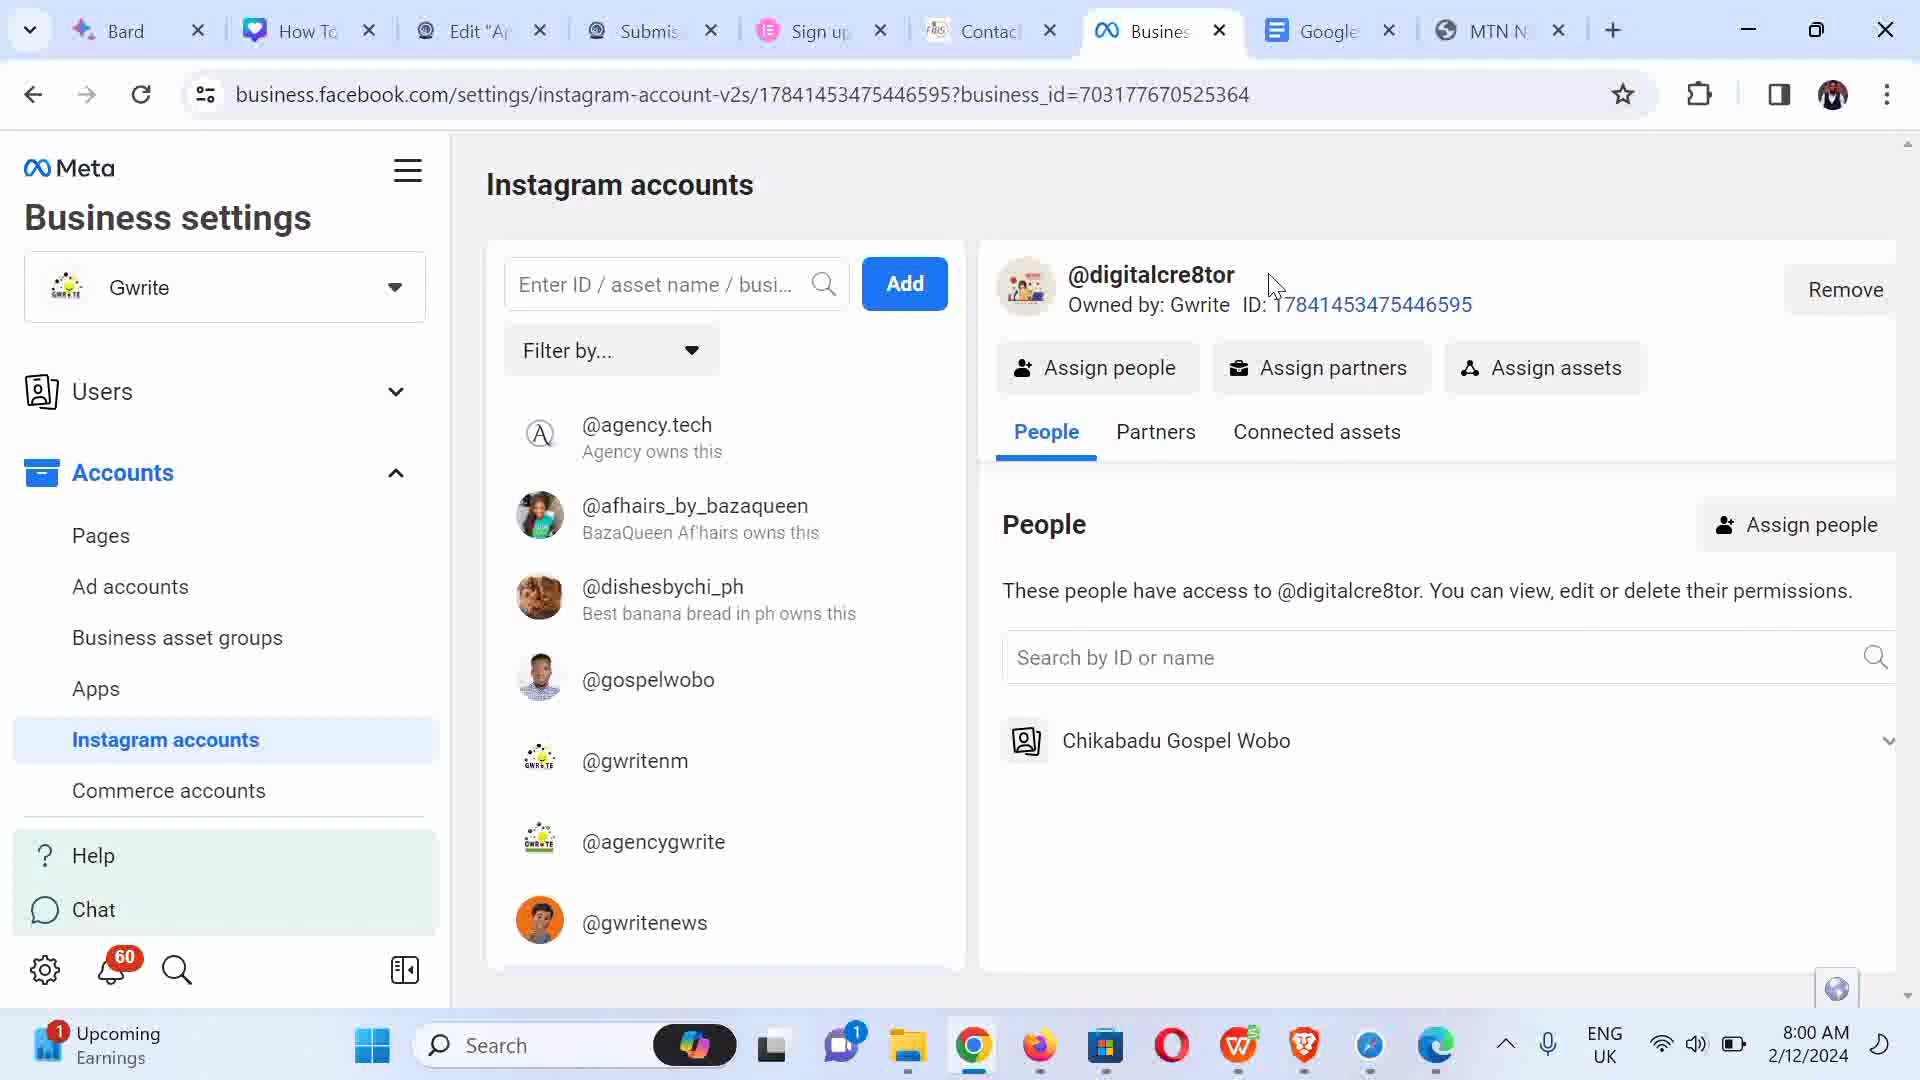 Bard
How To
Edit "Ap
Submis
Sign up
Contac
Busines
Google
MTN N
business.facebook.com/settings/instagram-account-v2s/17841453475446595?business_id=703177670525364
Meta
Business settings
Gwrite
Users
Accounts
Pages
Ad accounts
Business asset groups
Apps
Instagram accounts
Commerce accounts
Help
Chat
60
Instagram accounts
Enter ID / asset name / busi...
Add
Filter by...
@agency.tech
Agency owns this
@afhairs_by_bazaqueen
BazaQueen Af'hairs owns this
@dishesbychi_ph
Best banana bread in ph owns this
@gospelwobo
@gwritenm
@agencygwrite
@gwritenews
@digitalcre8tor
Owned by: Gwrite ID: 17841453475446595
Remove
Assign people
Assign partners
Assign assets
People
Partners
Connected assets
People
Assign people
These people have access to @digitalcre8tor. You can view, edit or delete their permissions.
Search by ID or name
Chikabadu Gospel Wobo
1
Upcoming
Earnings
Search
1
ENG
UK
8:00 AM
2/12/2024